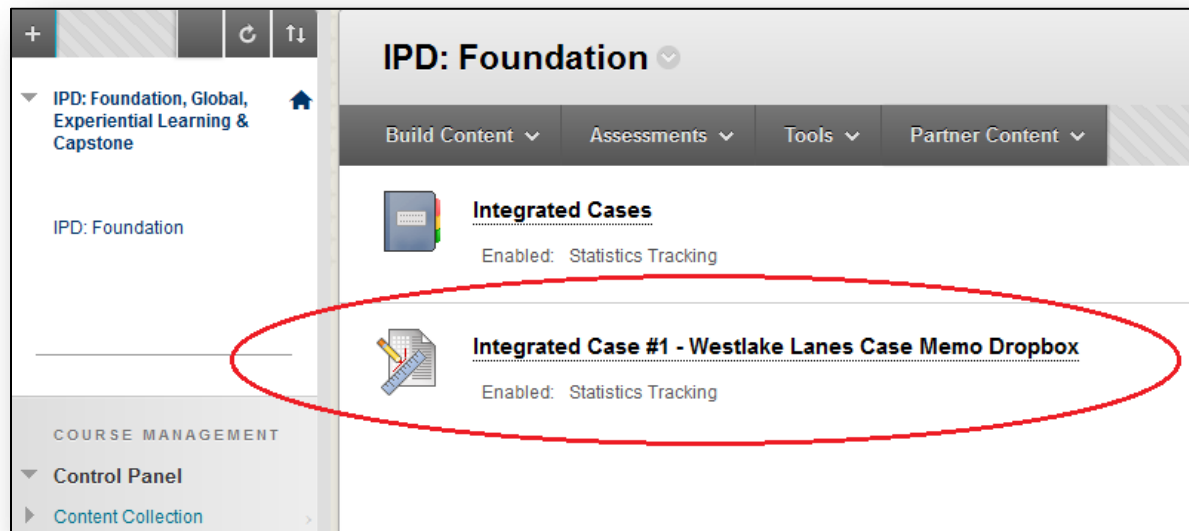 IPD: Foundation, Global,
Experiential Learning &
Capstone
IPD: Foundation
COURSE MANAGEMENT
Control Panel
Content Collection
IPD: Foundation
Build Content
Assessments
Tools
Partner Content
Integrated Cases
Enabled: Statistics Tracking
Integrated Case #1 - Westlake Lanes Case Memo Dropbox
Enabled: Statistics Tracking